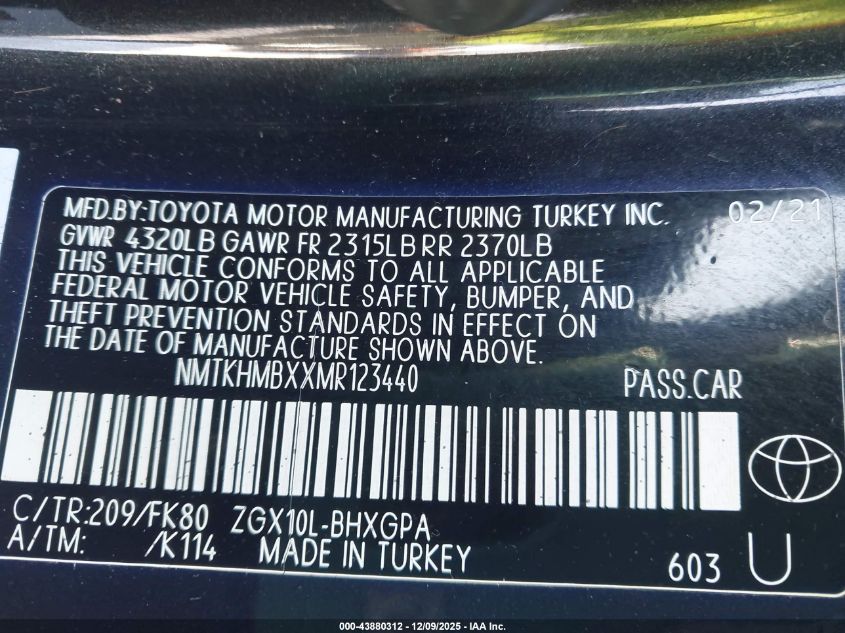 MFD.BY:TOYOTA MOTOR MANUFACTURING TURKEY INC. 02/21
GVWR 4320LB GAWR FR 2315LB RR 2370LB
THIS VEHICLE CONFORMS TO ALL APPLICABLE
FEDERAL MOTOR VEHICLE SAFETY, BUMPER, AND
THEFT PREVENTION STANDARDS IN EFFECT ON
THE DATE OF MANUFACTURE SHOWN ABOVE.
NMTKHMBXXMR123440 PASS.CAR
C/TR:209/FK80 ZGX10L-BHXGPA
A/TM: /K114 MADE IN TURKEY 603 U
000-43880312 - 12/09/2025 - IAA Inc.